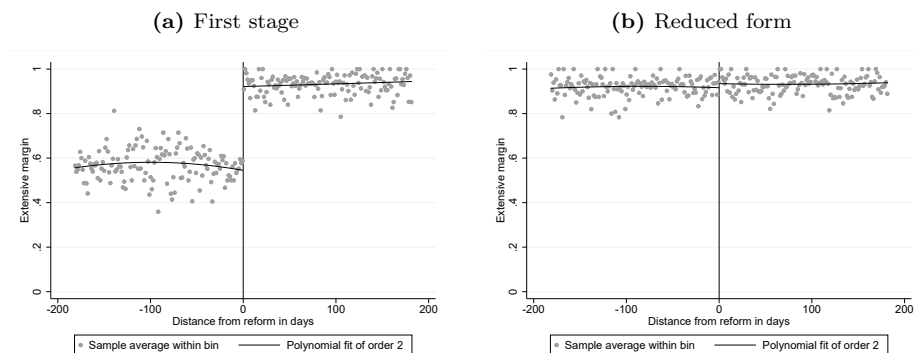 (a) First stage
(b) Reduced form
Extensive margin
1
.8
.6
.4
.2
0
-200
-100
0
100
200
Distance from reform in days
Sample average within bin
Polynomial fit of order 2
Extensive margin
1
.8
.6
.4
.2
0
-200
-100
0
100
200
Distance from reform in days
Sample average within bin
Polynomial fit of order 2